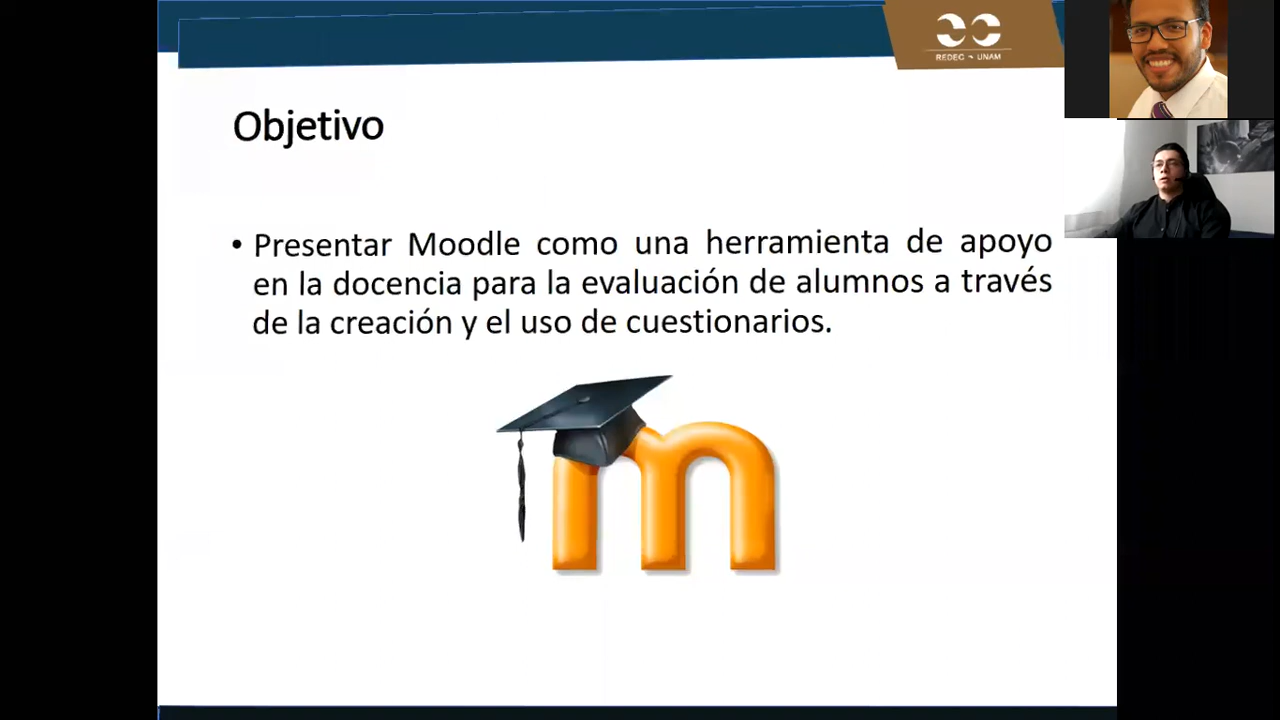 REDEC ~ UNAM
Objetivo
• Presentar Moodle como una herramienta de apoyo
en la docencia para la evaluación de alumnos a través
de la creación y el uso de cuestionarios.
m